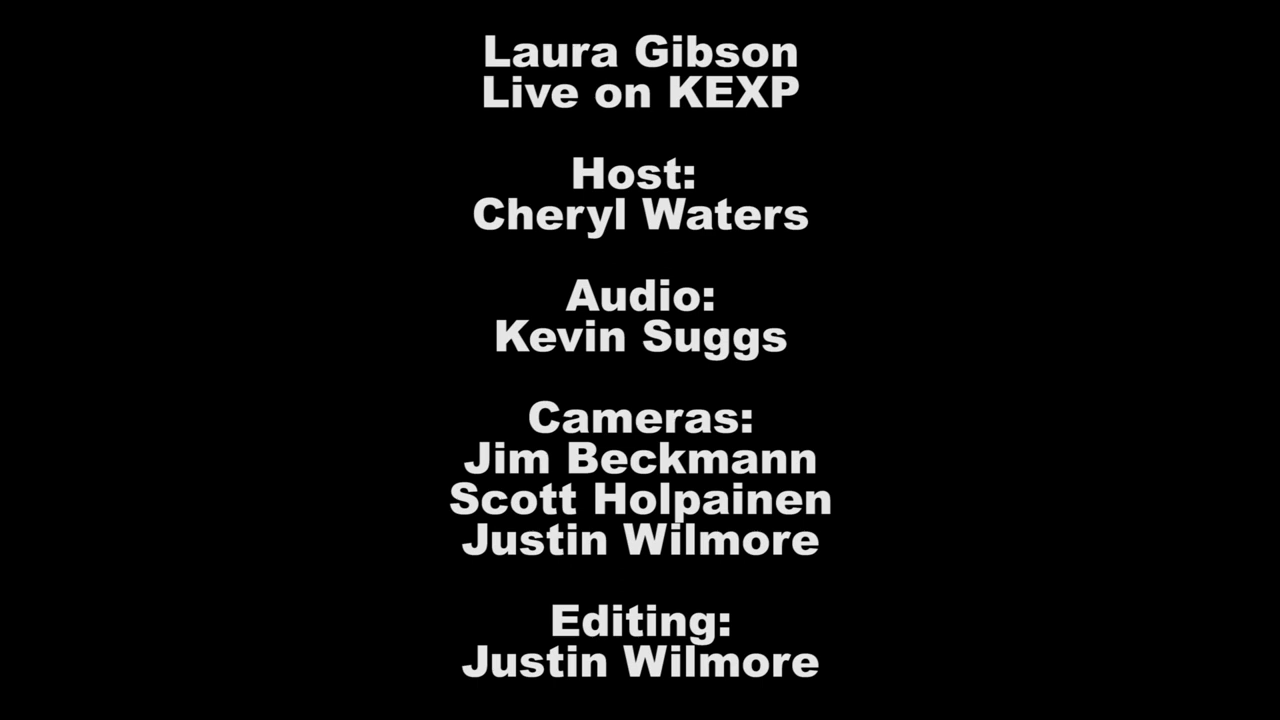 Laura Gibson
Live on KEXP
Host:
Cheryl Waters
Audio:
Kevin Suggs
Cameras:
Jim Beckmann
Scott Holpainen
Justin Wilmore
Editing:
Justin Wilmore